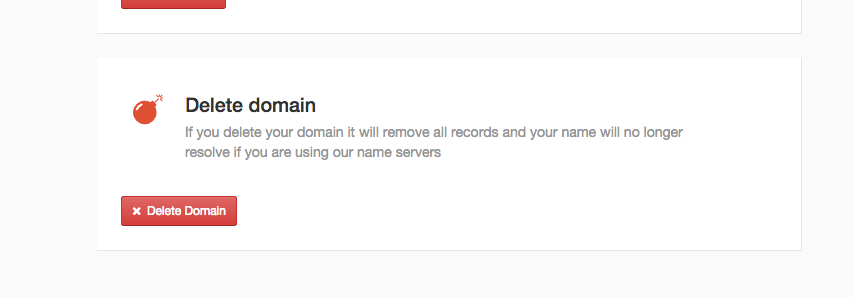 Delete domain
If you delete your domain it will remove all records and your name will no longer
resolve if you are using our name servers
Delete Domain